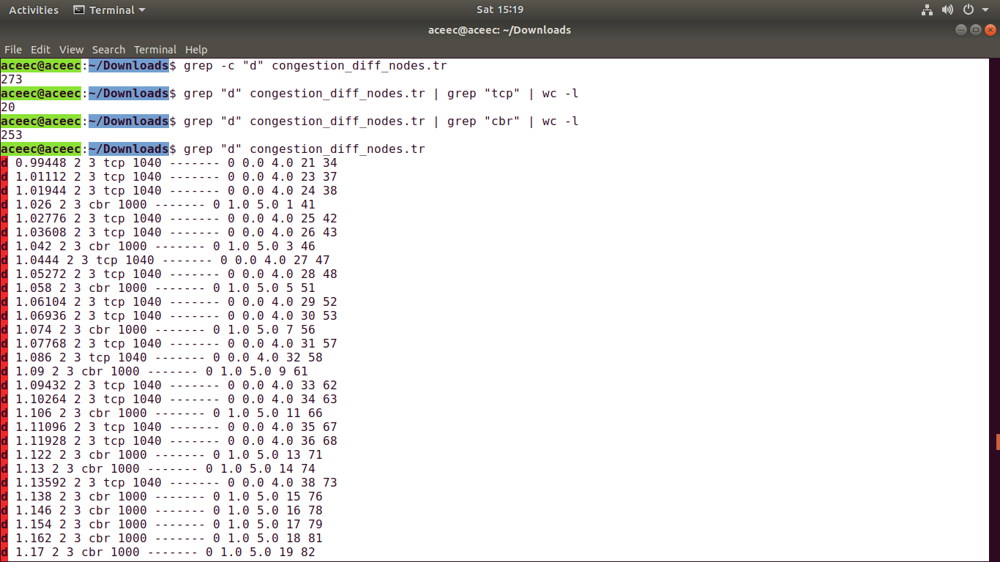 Activities Terminal Sat 15:19
aceec@aceec: ~/Downloads
File Edit View Search Terminal Help
aceec@aceec:~/Downloads$ grep -c "d" congestion_diff_nodes.tr
273
aceec@aceec:~/Downloads$ grep "d" congestion_diff_nodes.tr | grep "tcp" | wc -l
20
aceec@aceec:~/Downloads$ grep "d" congestion_diff_nodes.tr | grep "cbr" | wc -l
253
aceec@aceec:~/Downloads$ grep "d" congestion_diff_nodes.tr
d 0.99448 2 3 tcp 1040 ------- 0 0.0 4.0 21 34
d 1.01112 2 3 tcp 1040 ------- 0 0.0 4.0 23 37
d 1.01944 2 3 tcp 1040 ------- 0 0.0 4.0 24 38
d 1.026 2 3 cbr 1000 ------- 0 1.0 5.0 1 41
d 1.02776 2 3 tcp 1040 ------- 0 0.0 4.0 25 42
d 1.03608 2 3 tcp 1040 ------- 0 0.0 4.0 26 43
d 1.042 2 3 cbr 1000 ------- 0 1.0 5.0 3 46
d 1.0444 2 3 tcp 1040 ------- 0 0.0 4.0 27 47
d 1.05272 2 3 tcp 1040 ------- 0 0.0 4.0 28 48
d 1.058 2 3 cbr 1000 ------- 0 1.0 5.0 5 51
d 1.06104 2 3 tcp 1040 ------- 0 0.0 4.0 29 52
d 1.06936 2 3 tcp 1040 ------- 0 0.0 4.0 30 53
d 1.074 2 3 cbr 1000 ------- 0 1.0 5.0 7 56
d 1.07768 2 3 tcp 1040 ------- 0 0.0 4.0 31 57
d 1.086 2 3 tcp 1040 ------- 0 0.0 4.0 32 58
d 1.09 2 3 cbr 1000 ------- 0 1.0 5.0 9 61
d 1.09432 2 3 tcp 1040 ------- 0 0.0 4.0 33 62
d 1.10264 2 3 tcp 1040 ------- 0 0.0 4.0 34 63
d 1.106 2 3 cbr 1000 ------- 0 1.0 5.0 11 66
d 1.11096 2 3 tcp 1040 ------- 0 0.0 4.0 35 67
d 1.11928 2 3 tcp 1040 ------- 0 0.0 4.0 36 68
d 1.122 2 3 cbr 1000 ------- 0 1.0 5.0 13 71
d 1.13 2 3 cbr 1000 ------- 0 1.0 5.0 14 74
d 1.13592 2 3 tcp 1040 ------- 0 0.0 4.0 38 73
d 1.138 2 3 cbr 1000 ------- 0 1.0 5.0 15 76
d 1.146 2 3 cbr 1000 ------- 0 1.0 5.0 16 78
d 1.154 2 3 cbr 1000 ------- 0 1.0 5.0 17 79
d 1.162 2 3 cbr 1000 ------- 0 1.0 5.0 18 81
d 1.17 2 3 cbr 1000 ------- 0 1.0 5.0 19 82